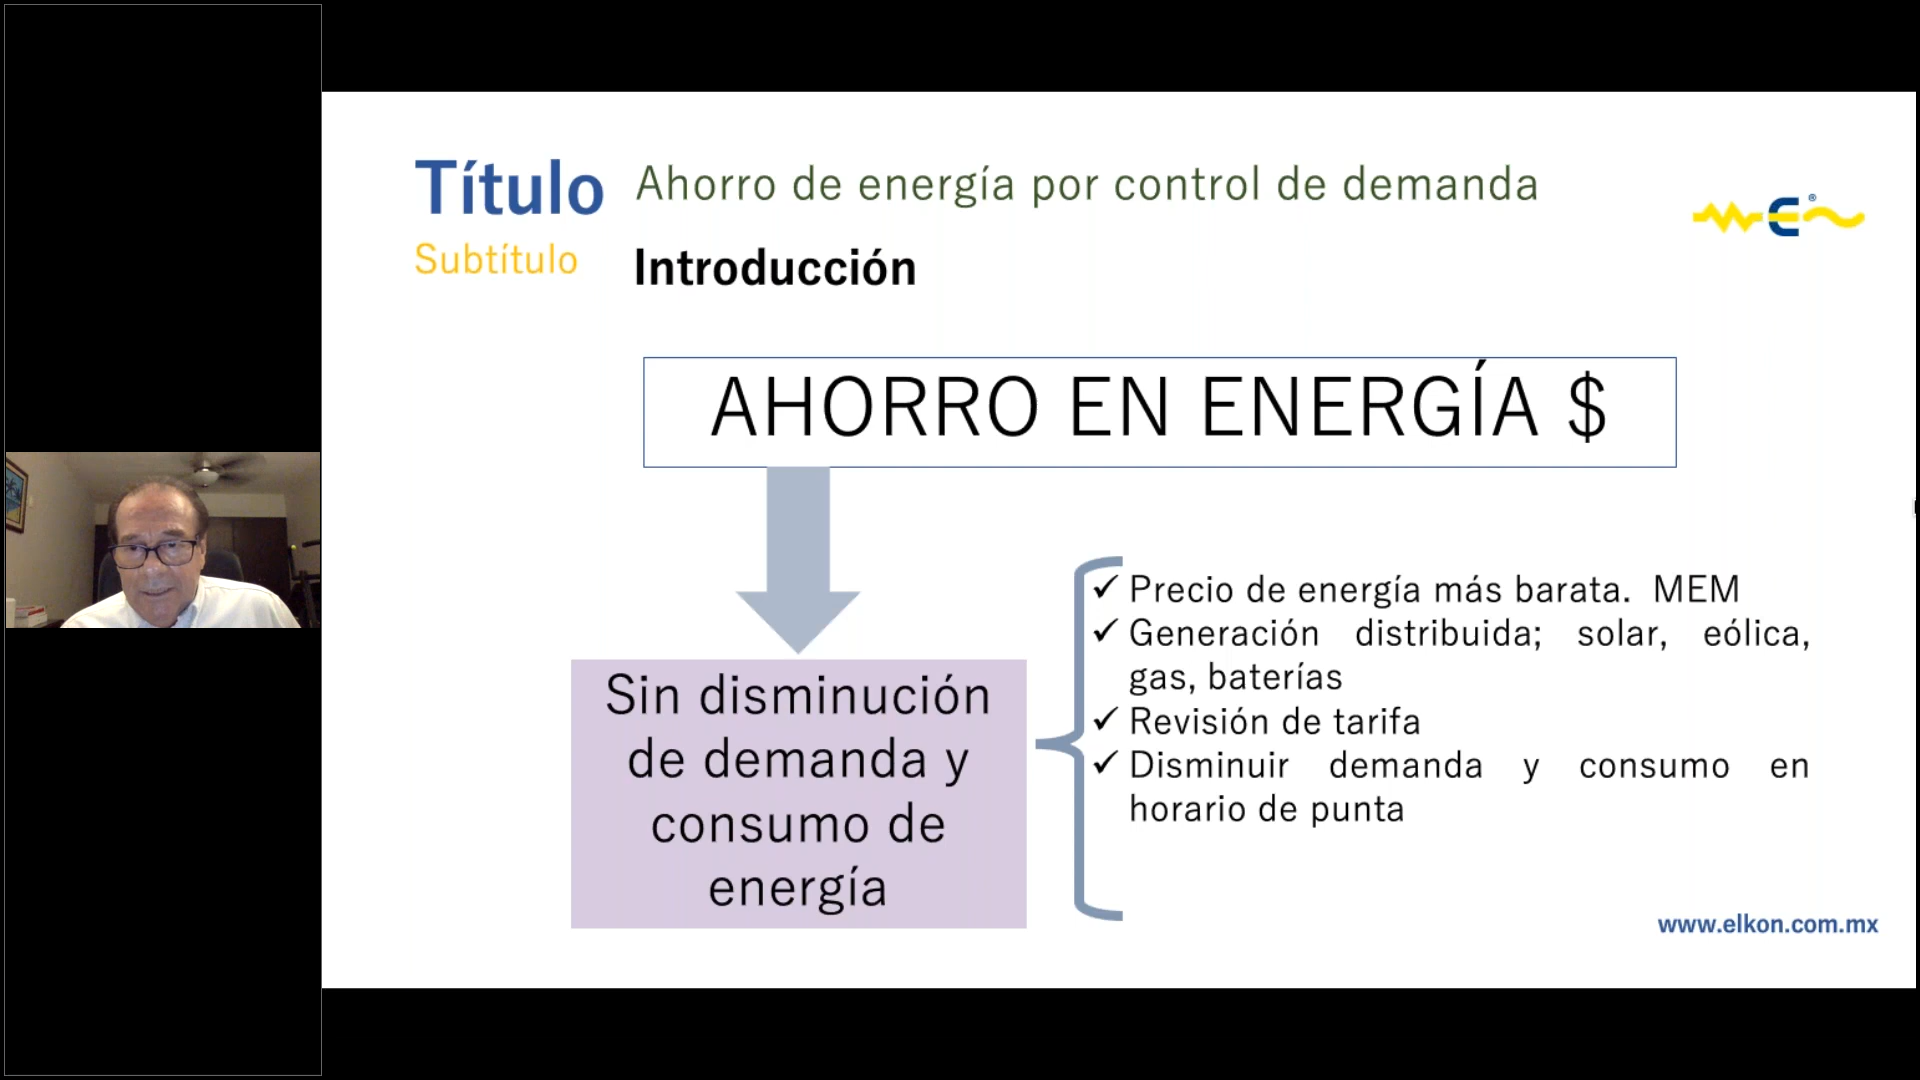 Título Ahorro de energía por control de demanda
Subtítulo Introducción
E®
AHORRO EN ENERGÍA $
Sin disminución
de demanda y
consumo de
energía
✓ Precio de energía más barata. MEM
✓ Generación distribuida; solar, eólica,
gas, baterías
✓ Revisión de tarifa
✓ Disminuir demanda y consumo en
horario de punta
www.elkon.com.mx